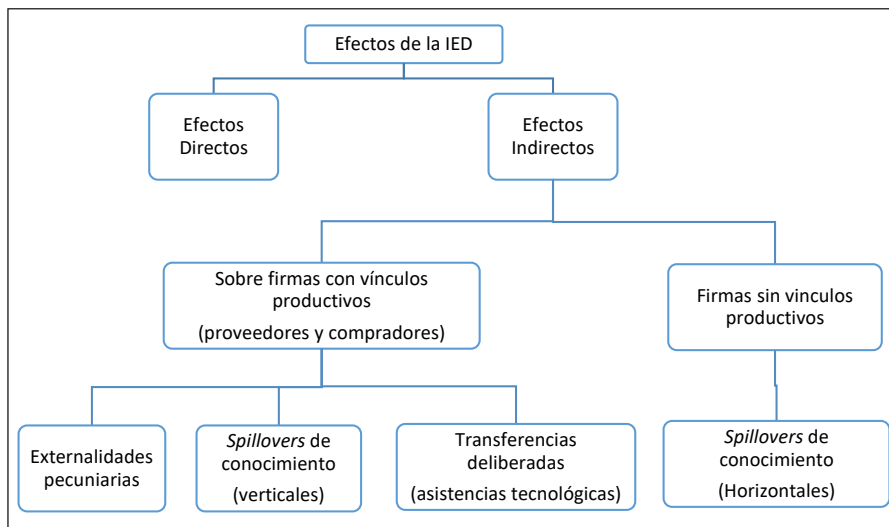 Efectos de la IED
Efectos
Directos
Efectos
Indirectos
Sobre firmas con vínculos
productivos
(proveedores y compradores)
Firmas sin vinculos
productivos
Externalidades
pecuniarias
Spillovers de
conocimiento
(verticales)
Transferencias
deliberadas
(asistencias tecnológicas)
Spillovers de
conocimiento
(Horizontales)